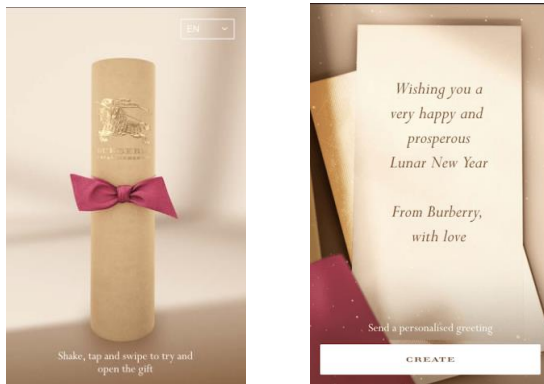 EN
BURBERRY
Shake, tap and swipe to try and
open the gift
Wishing you a
very happy and
prosperous
Lunar New Year
From Burberry,
with love
Send a personalised greeting
CREATE